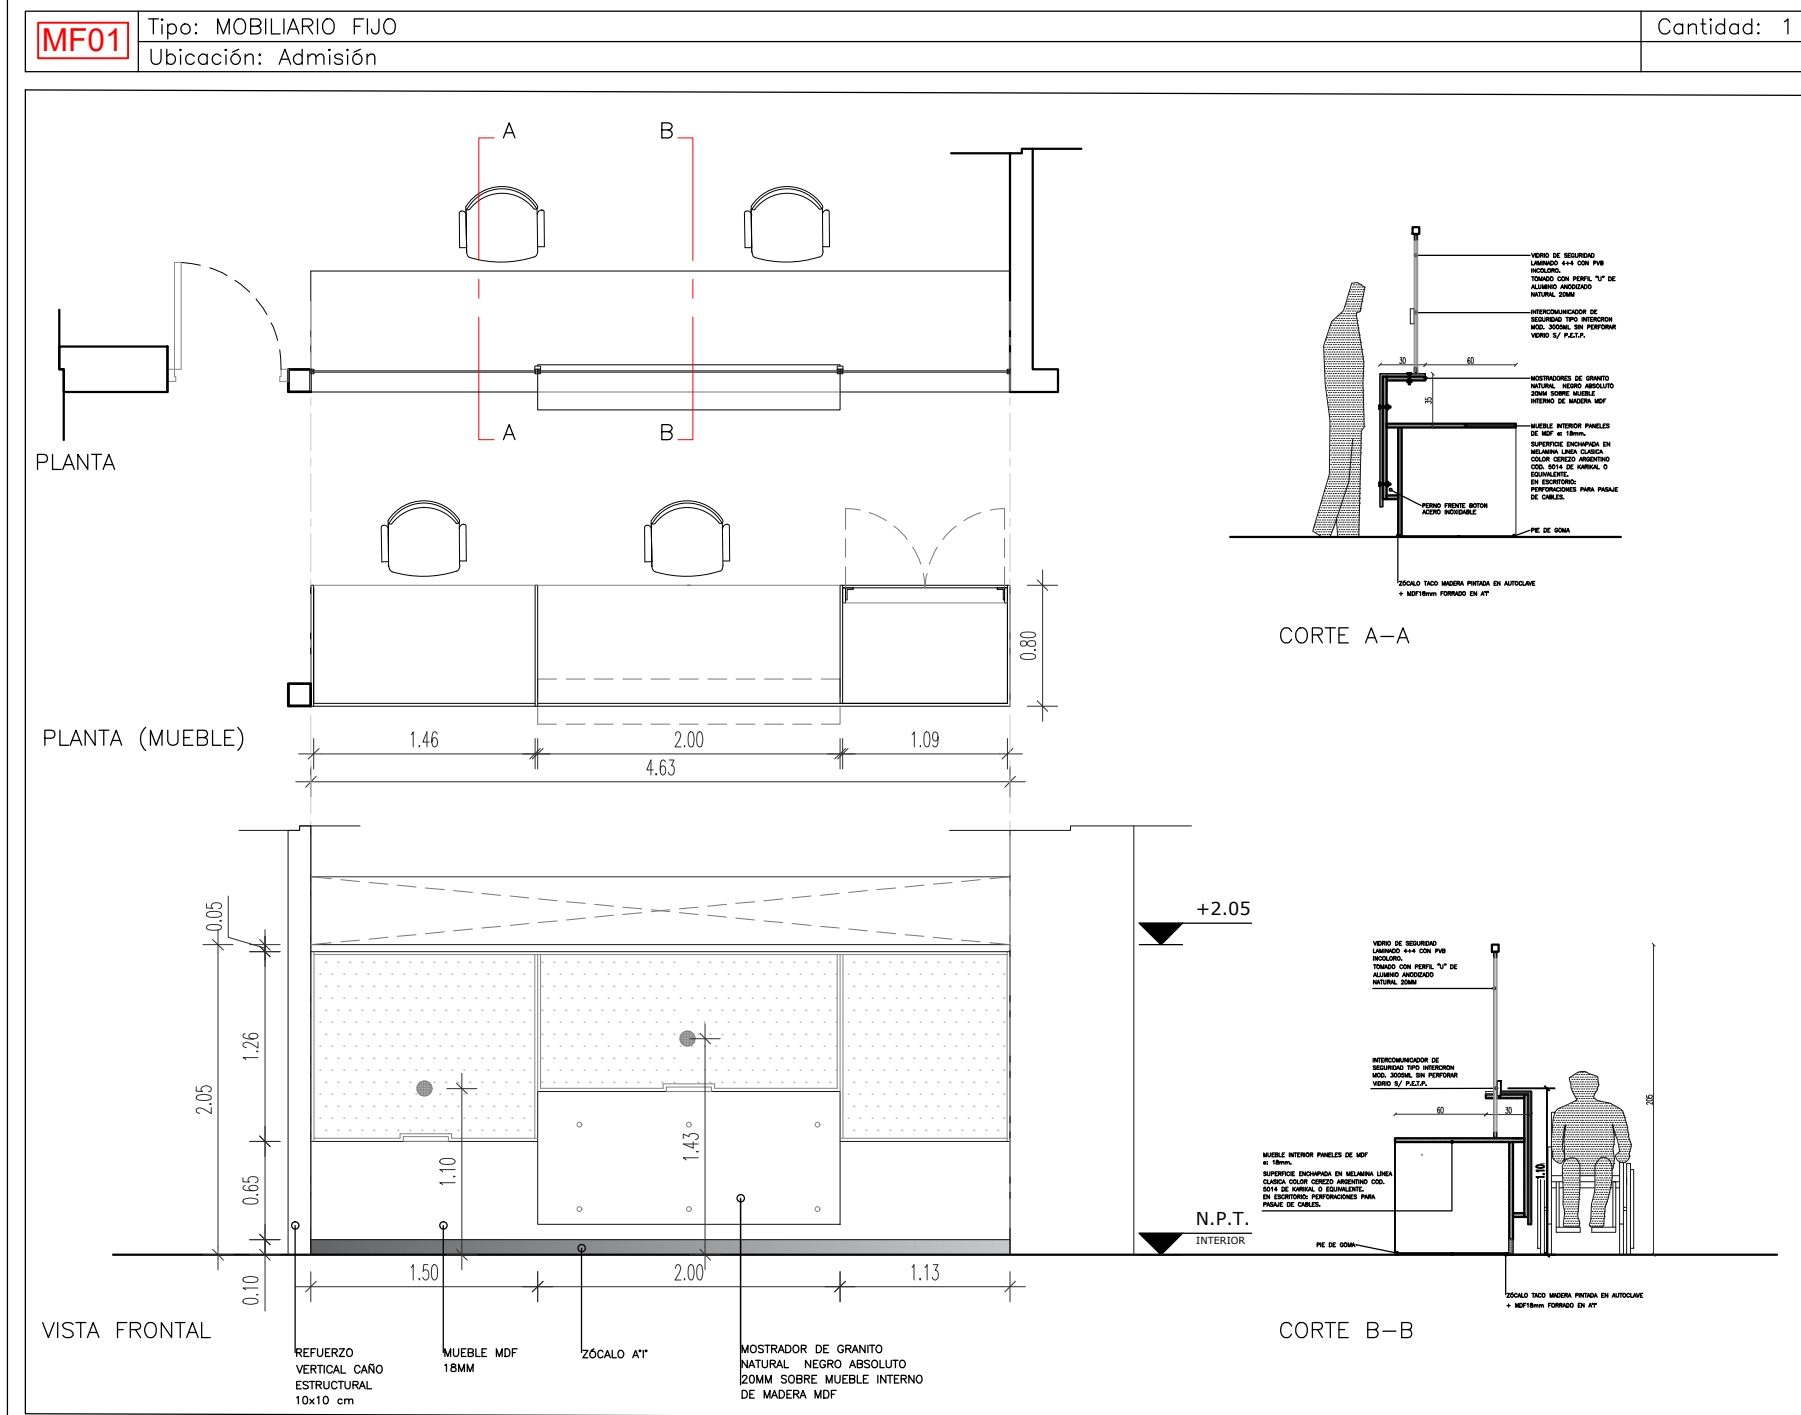 MF01
Tipo: MOBILIARIO FIJO
Cantidad: 1
Ubicación: Admisión
A
B
A
B
PLANTA
VIDRIO DE SEGURIDAD
LAMINADO 4+4 CON PVB
INCOLORO.
TOMADO CON PERFIL "U" DE
ALUMINIO ANODIZADO
NATURAL 20MM
INTERCOMUNICADOR DE
SEGURIDAD TIPO INTERCRON
MOD. 3005ML SIN PERFORAR
VIDRIO S/ P.E.T.P.
30
60
35
MOSTRADORES DE GRANITO
NATURAL NEGRO ABSOLUTO
20MM SOBRE MUEBLE
INTERNO DE MADERA MDF
MUEBLE INTERIOR PANELES
DE MDF e: 18mm.
SUPERFICIE ENCHAPADA EN
MELAMINA LINEA CLASICA
COLOR CEREZO ARGENTINO
COD. 5014 DE KARIKAL O
EQUIVALENTE.
EN ESCRITORIO:
PERFORACIONES PARA PASAJE
DE CABLES.
PERNO FRENTE BOTON
ACERO INOXIDABLE
PIE DE GOMA
ZÓCALO TACO MADERA PINTADA EN AUTOCLAVE
+ MDF18mm FORRADO EN A°I°
CORTE A–A
0.80
PLANTA (MUEBLE)
1.46
2.00
1.09
4.63
0.05
1.26
2.05
0.65
0.10
1.10
1.43
+2.05
N.P.T.
INTERIOR
1.50
2.00
1.13
VISTA FRONTAL
REFUERZO
VERTICAL CAÑO
ESTRUCTURAL
10x10 cm
MUEBLE MDF
18MM
ZÓCALO A°I°
MOSTRADOR DE GRANITO
NATURAL NEGRO ABSOLUTO
20MM SOBRE MUEBLE INTERNO
DE MADERA MDF
VIDRIO DE SEGURIDAD
LAMINADO 4+4 CON PVB
INCOLORO.
TOMADO CON PERFIL "U" DE
ALUMINIO ANODIZADO
NATURAL 20MM
INTERCOMUNICADOR DE
SEGURIDAD TIPO INTERCRON
MOD. 3005ML SIN PERFORAR
VIDRIO S/ P.E.T.P.
60
30
205
1.10
MUEBLE INTERIOR PANELES DE MDF
e: 18mm.
SUPERFICIE ENCHAPADA EN MELAMINA LINEA
CLASICA COLOR CEREZO ARGENTINO COD.
5014 DE KARIKAL O EQUIVALENTE.
EN ESCRITORIO: PERFORACIONES PARA
PASAJE DE CABLES.
PIE DE GOMA
ZÓCALO TACO MADERA PINTADA EN AUTOCLAVE
+ MDF18mm FORRADO EN A°I°
CORTE B–B